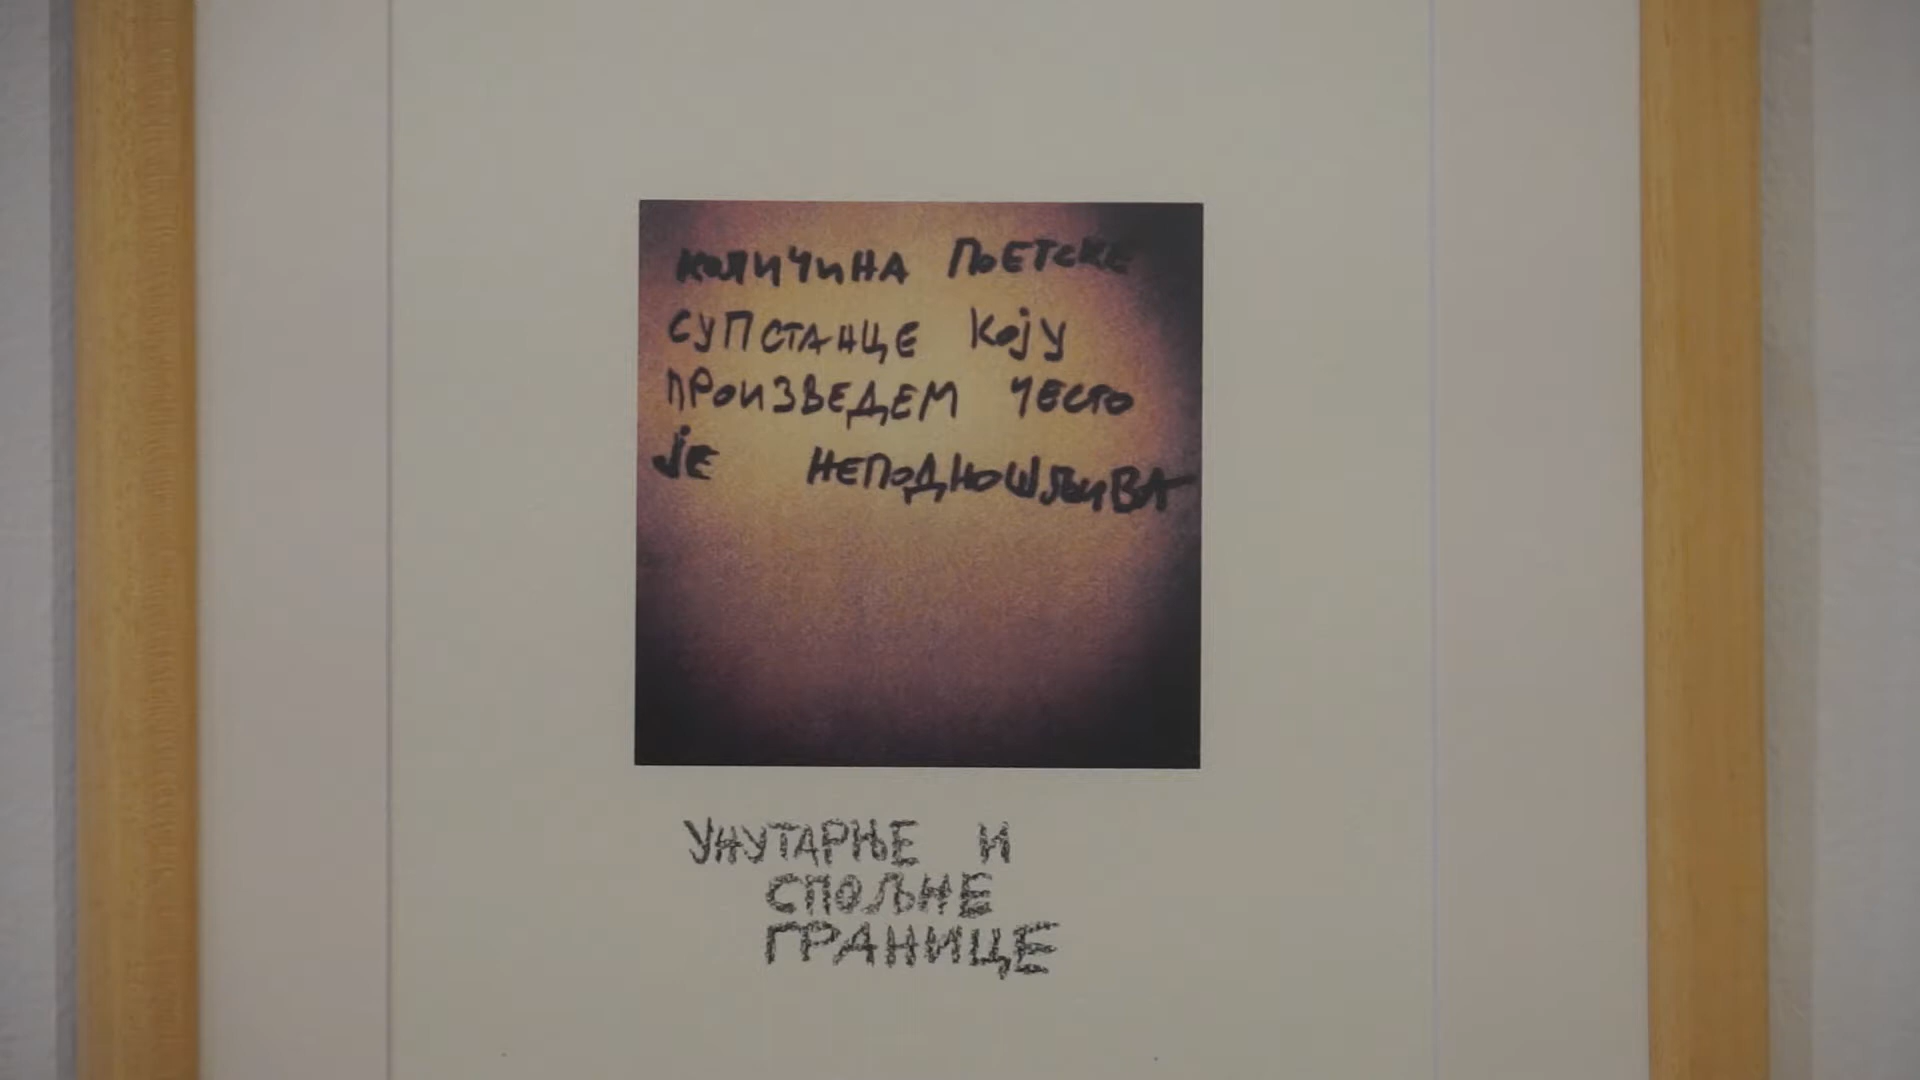 КОЛИЧИНА ПОЕТСКЕ
СУПСТАНЦЕ КОЈУ
ПРОИЗВЕДЕМ ЧЕСТО
ЈЕ НЕПОДНОШЉИВА
УНУТАРЊЕ И
СПОЉНЕ
ГРАНИЦЕ